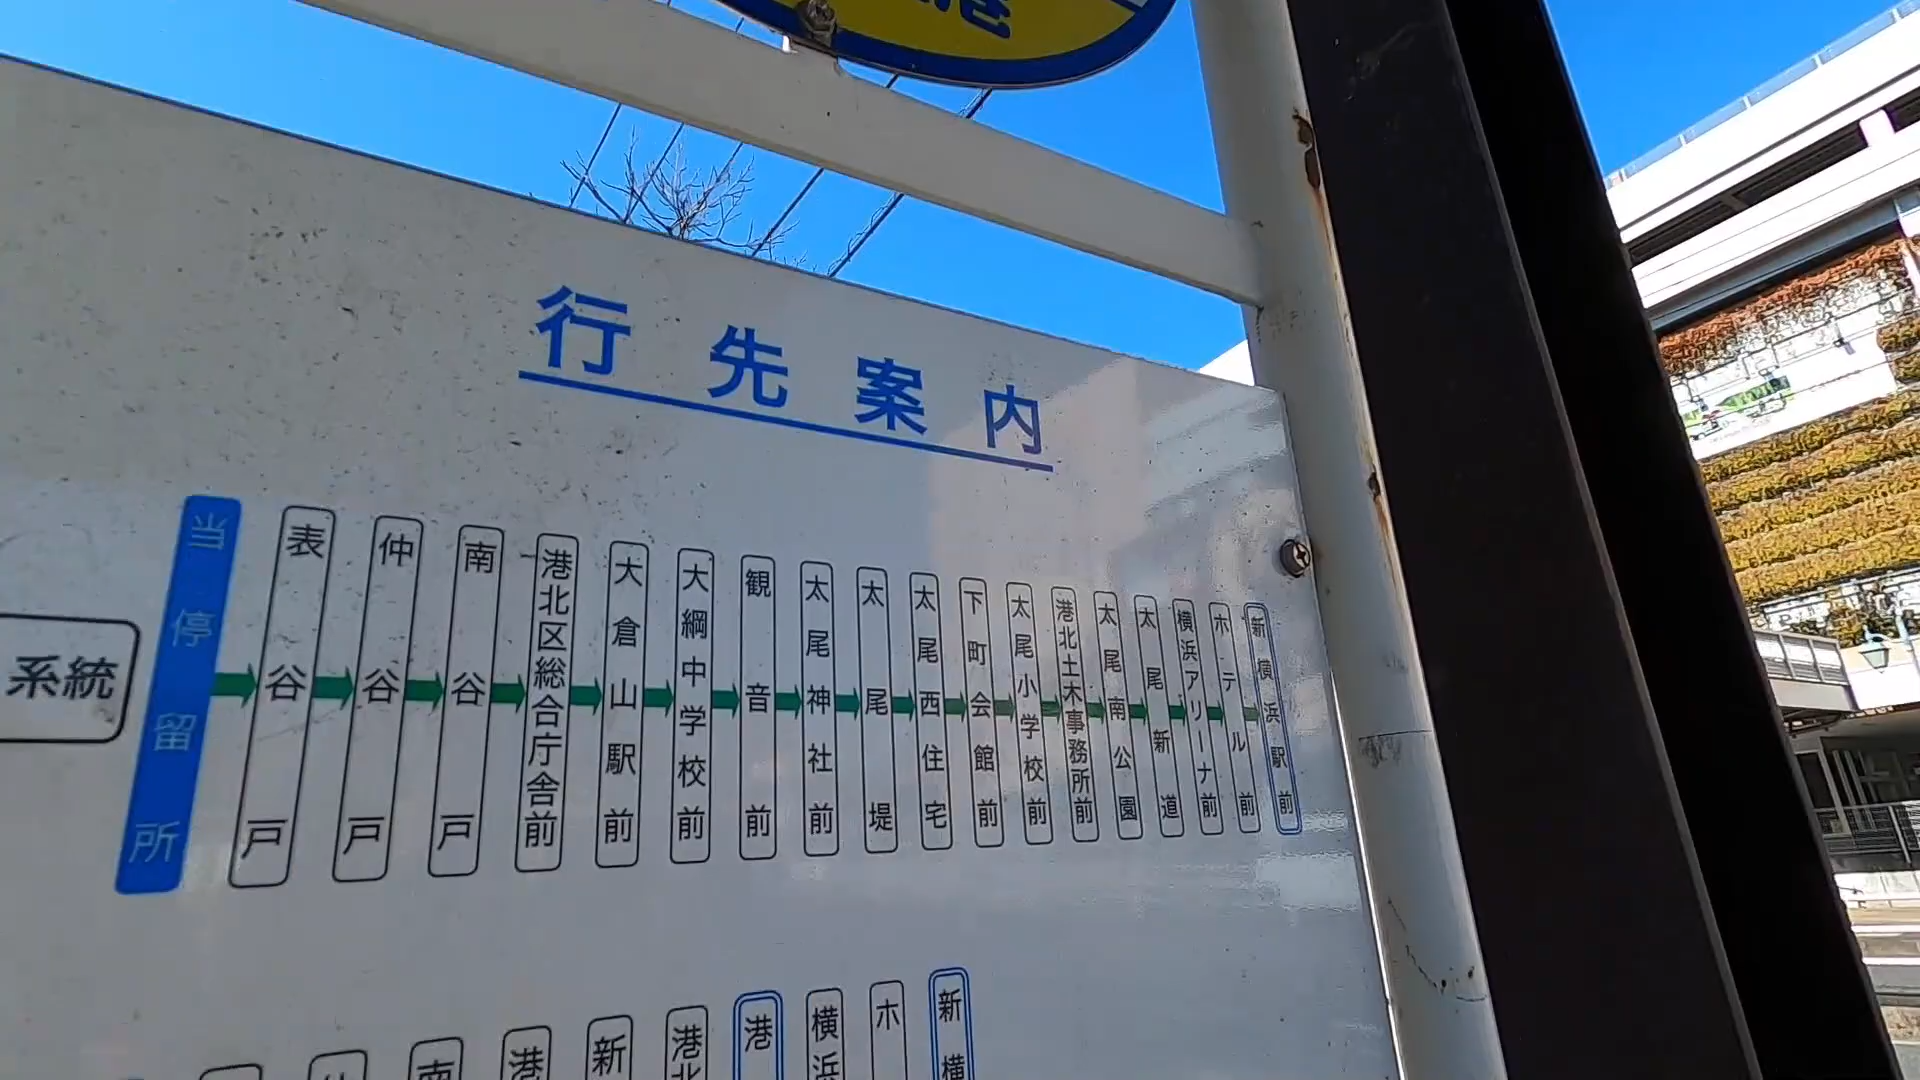 港
行先案内
系統
当停留所
表谷戸
仲谷戸
南谷戸
港北区総合庁舎前
大倉山駅前
大綱中学校前
観音前
太尾神社前
太尾堤
太尾西住宅
下町会館前
太尾小学校前
港北土木事務所前
太尾南公園
太尾新道
横浜アリーナ前
ホテル前
新横浜駅前
南
港
新
港北
港
横浜
ホ
新横